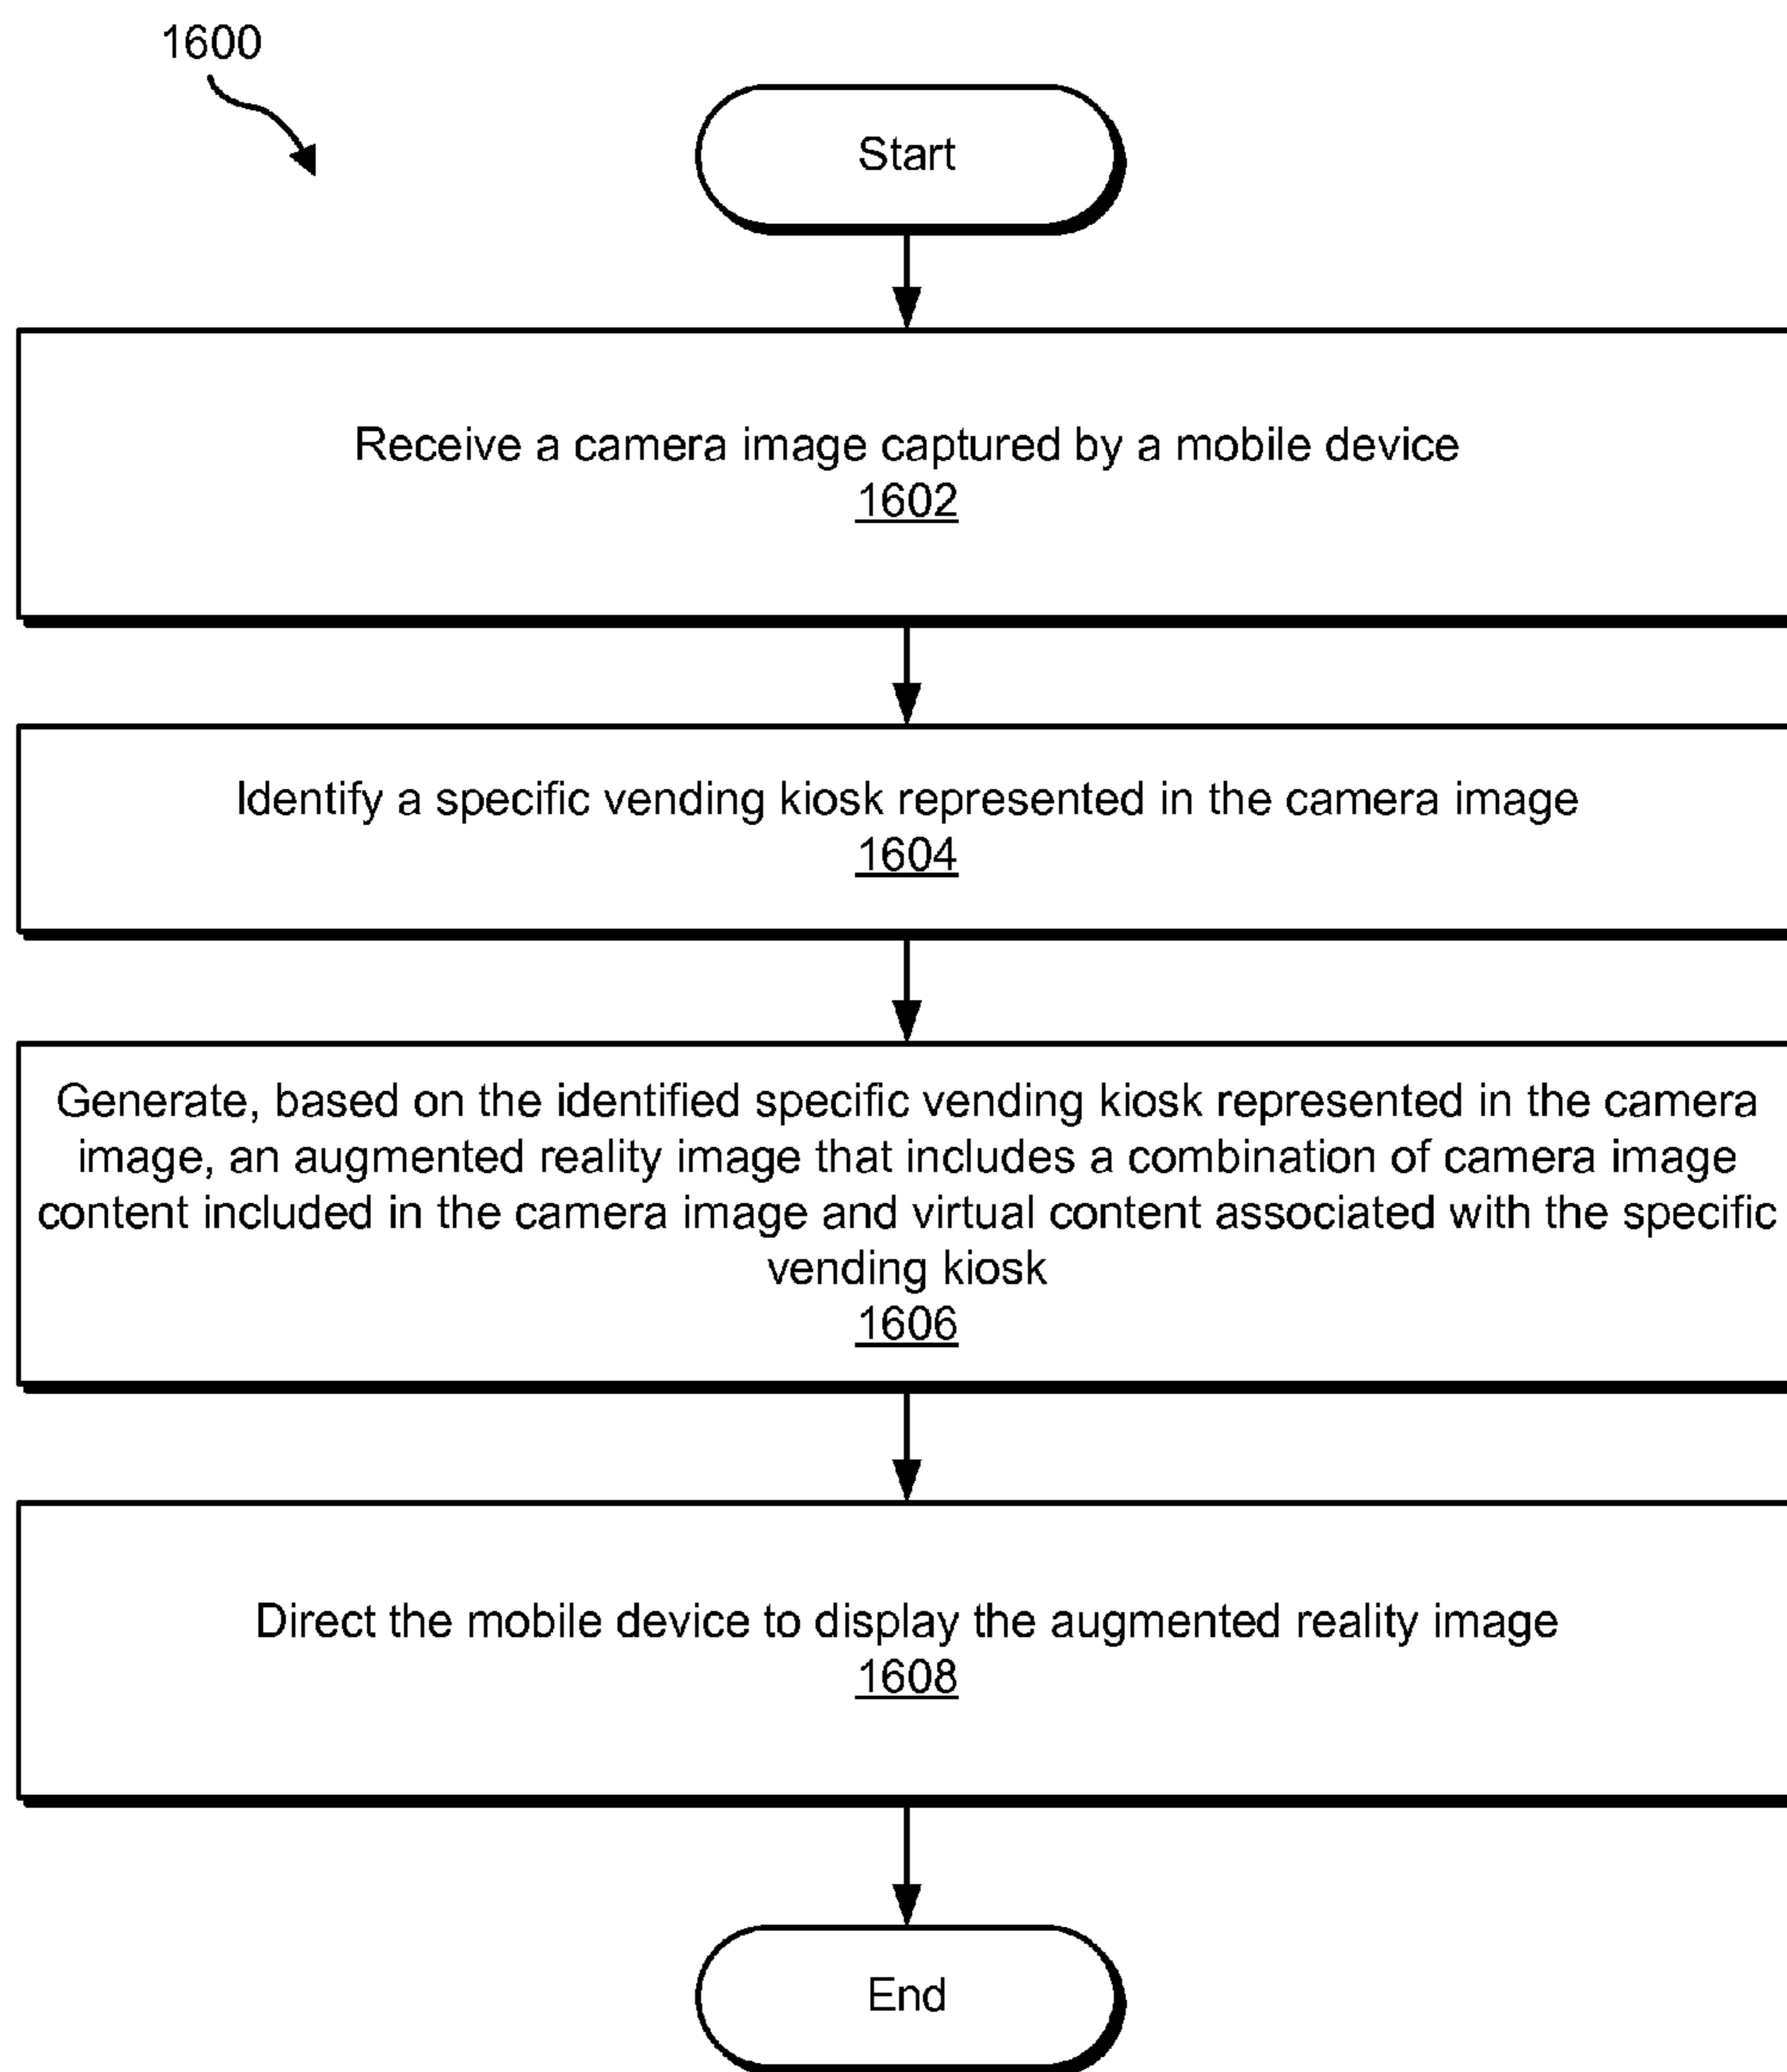 1600
Start
Receive a camera image captured by a mobile device
1602
Identify a specific vending kiosk represented in the camera image
1604
Generate, based on the identified specific vending kiosk represented in the camera
image, an augmented reality image that includes a combination of camera image
content included in the camera image and virtual content associated with the specific
vending kiosk
1606
Direct the mobile device to display the augmented reality image
1608
End